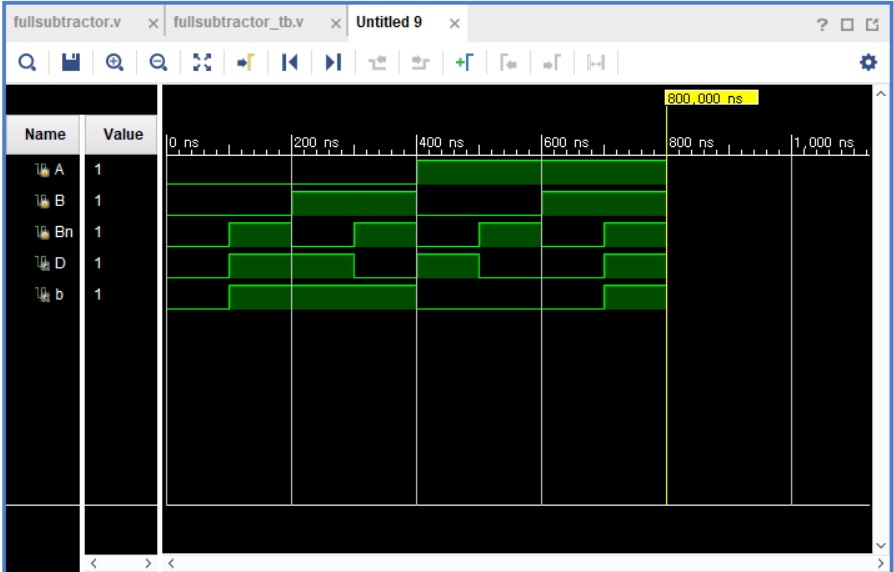 fullsubtractor.v × fullsubtractor_tb.v × Untitled 9 ×
800,000 ns
Name Value
0 ns 200 ns 400 ns 600 ns 800 ns 1,000 ns
A 1
B 1
Bn 1
D 1
b 1